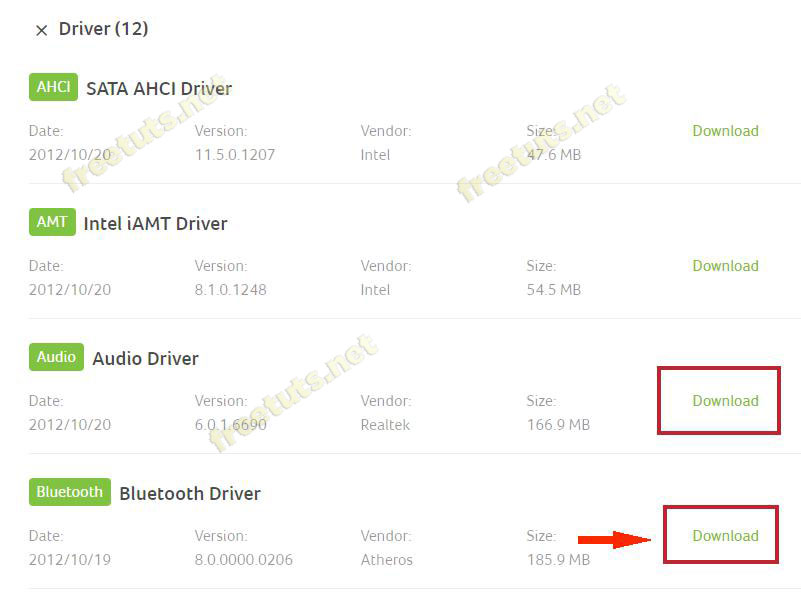 × Driver (12)
AHCI SATA AHCI Driver
Date: Version: Vendor: Size: Download
2012/10/20 11.5.0.1207 Intel 47.6 MB
AMT Intel iAMT Driver
Date: Version: Vendor: Size: Download
2012/10/20 8.1.0.1248 Intel 54.5 MB
Audio Audio Driver
Date: Version: Vendor: Size: Download
2012/10/20 6.0.1.6690 Realtek 166.9 MB
Bluetooth Bluetooth Driver
Date: Version: Vendor: Size: Download
2012/10/19 8.0.0000.0206 Atheros 185.9 MB
freetuts.net
freetuts.net
freetuts.net